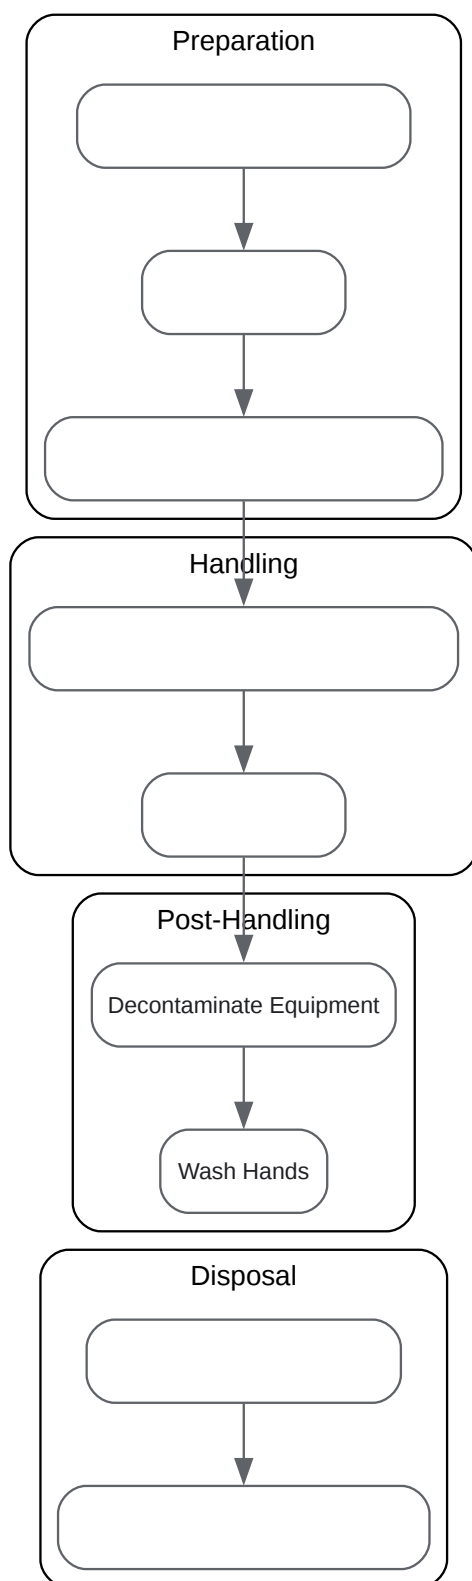 Preparation
Handling
Post-Handling
Decontaminate Equipment
Wash Hands
Disposal